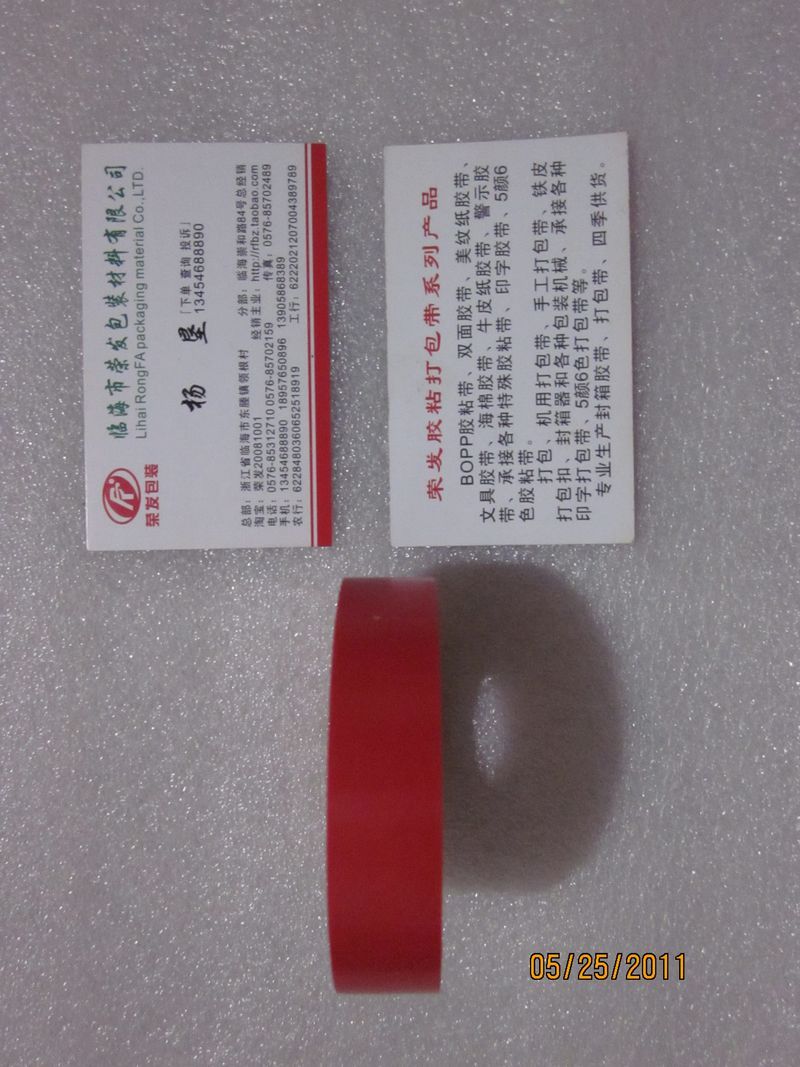 荣发包装
临海市荣发包装材料有限公司
Lihai RongFA packaging material Co.,LTD.
杨 垦
「下单 查询 投诉」
13454688890
总部: 浙江省临海市东塍镇领根村 分部: 临海崇和路84号总经销
淘宝: 荣发20081001 经销主业: http://rfbz.taobao.com
电话: 0576-85312710 0576-85702159 传真: 0576-85702489
手机: 13454688890 18957650896 13905868389
农行: 6228480360652518919 工行: 6222021207004389789
荣发胶粘打包带系列产品
BOPP胶粘带、双面胶带、美纹纸胶带、
文具胶带、海棉胶带、牛皮纸胶带、警示胶
带、承接各种特殊胶粘带、印字胶带、5颜6
色胶粘带。
打包、机用打包带、手工打包带、铁皮
打包扣、封箱器和各种包装机械、承接各种
印字打包带、5颜6色打包带等。
专业生产封箱胶带、打包带、四季供货。
05/25/2011